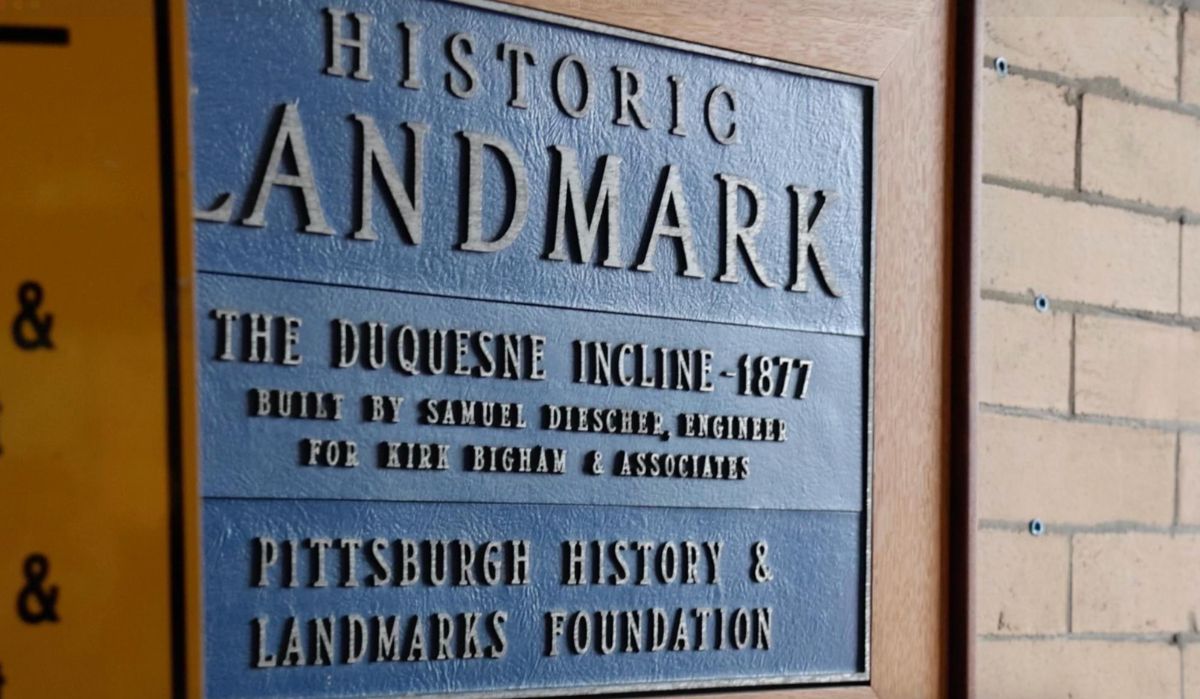 HISTORIC
LANDMARK
THE DUQUESNE INCLINE-1877
BUILT BY SAMUEL DIESCHER, ENGINEER
FOR KIRK BIGHAM & ASSOCIATES
PITTSBURGH HISTORY &
LANDMARKS FOUNDATION
&
&